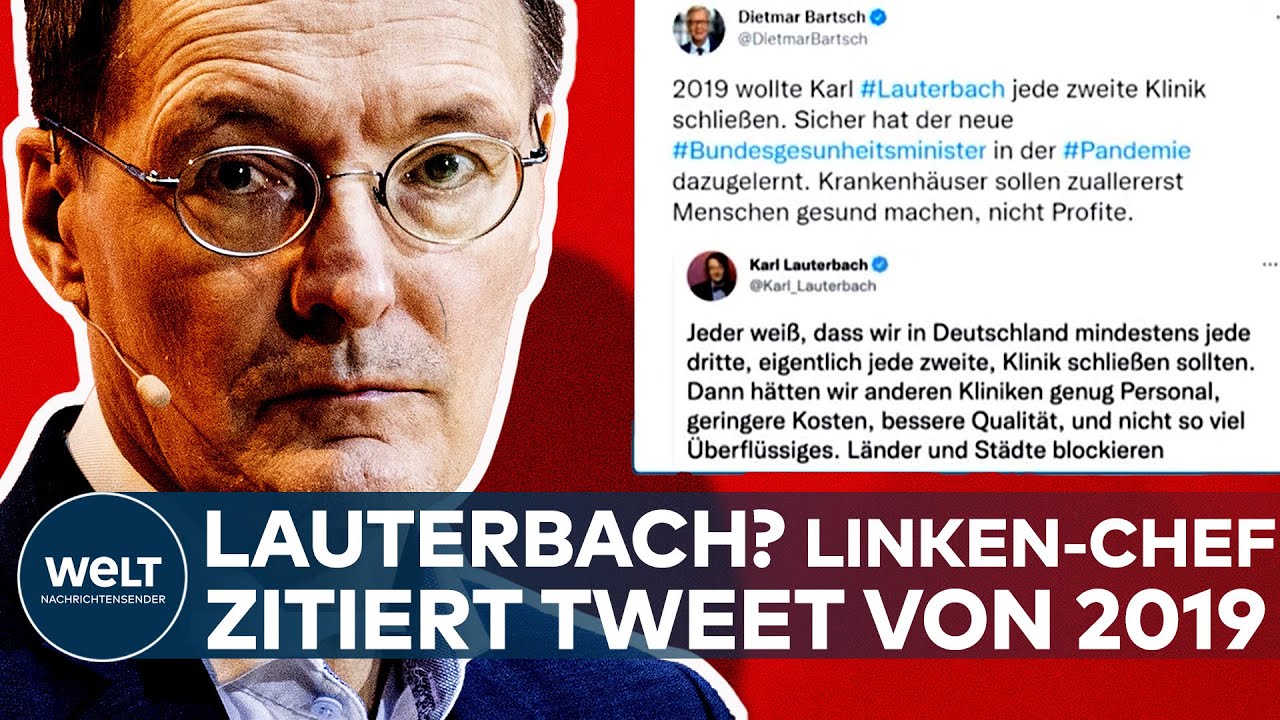 Dietmar Bartsch
@DietmarBartsch
2019 wollte Karl #Lauterbach jede zweite Klinik
schließen. Sicher hat der neue
#Bundesgesunheitsminister in der #Pandemie
dazugelernt. Krankenhäuser sollen zuallererst
Menschen gesund machen, nicht Profite.
Karl Lauterbach
@Karl_Lauterbach
Jeder weiß, dass wir in Deutschland mindestens jede
dritte, eigentlich jede zweite, Klinik schließen sollten.
Dann hätten wir anderen Kliniken genug Personal,
geringere Kosten, bessere Qualität, und nicht so viel
Überflüssiges. Länder und Städte blockieren
WELT
NACHRICHTENSENDER
LAUTERBACH? LINKEN-CHEF
ZITIERT TWEET VON 2019